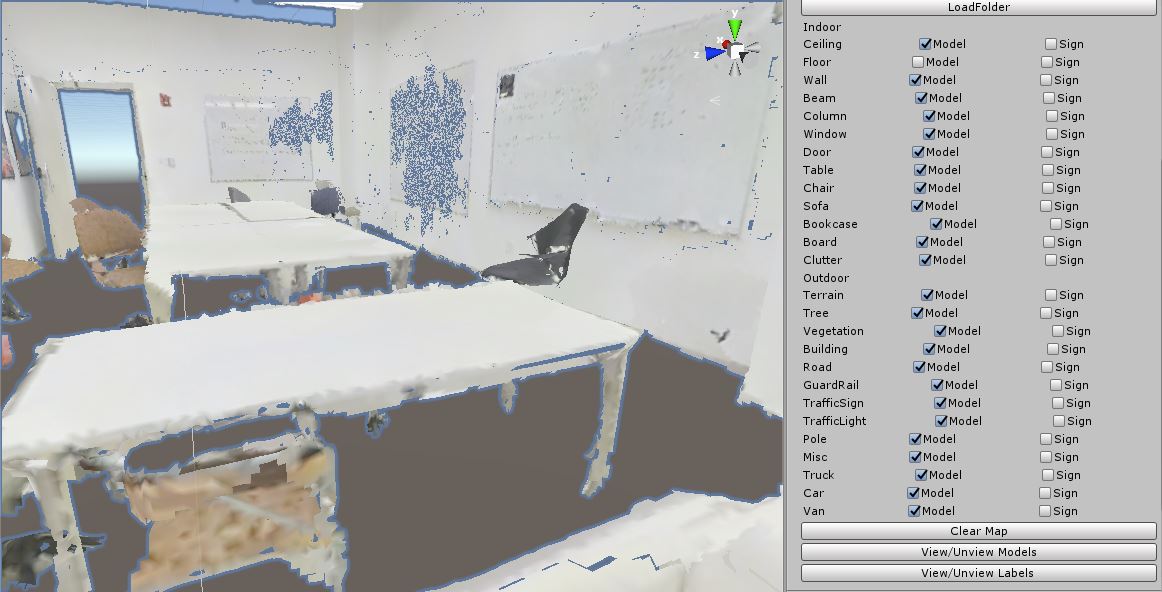 y
x
z
LoadFolder
Indoor
Ceiling Model Sign
Floor Model Sign
Wall Model Sign
Beam Model Sign
Column Model Sign
Window Model Sign
Door Model Sign
Table Model Sign
Chair Model Sign
Sofa Model Sign
Bookcase Model Sign
Board Model Sign
Clutter Model Sign
Outdoor
Terrain Model Sign
Tree Model Sign
Vegetation Model Sign
Building Model Sign
Road Model Sign
GuardRail Model Sign
TrafficSign Model Sign
TrafficLight Model Sign
Pole Model Sign
Misc Model Sign
Truck Model Sign
Car Model Sign
Van Model Sign
Clear Map
View/Unview Models
View/Unview Labels